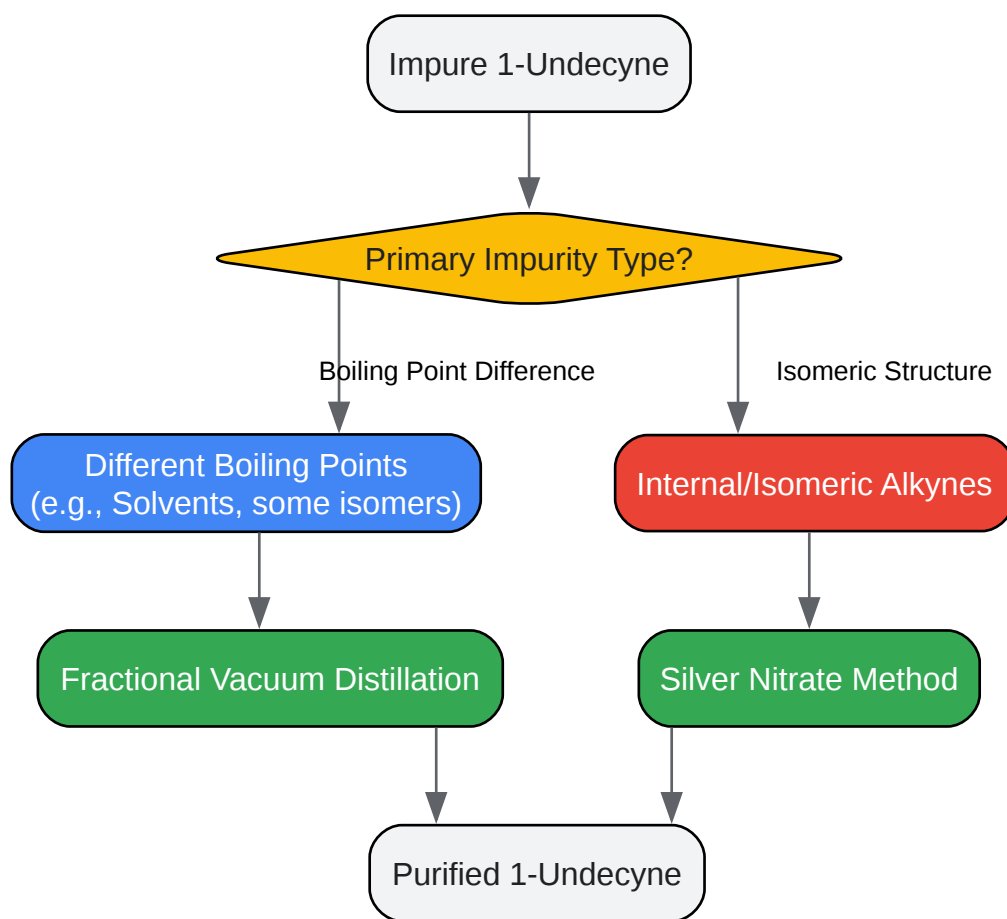 Impure 1-Undecyne
Primary Impurity Type?
Boiling Point Difference
Isomeric Structure
Different Boiling Points
(e.g., Solvents, some isomers)
Internal/Isomeric Alkynes
Fractional Vacuum Distillation
Silver Nitrate Method
Purified 1-Undecyne